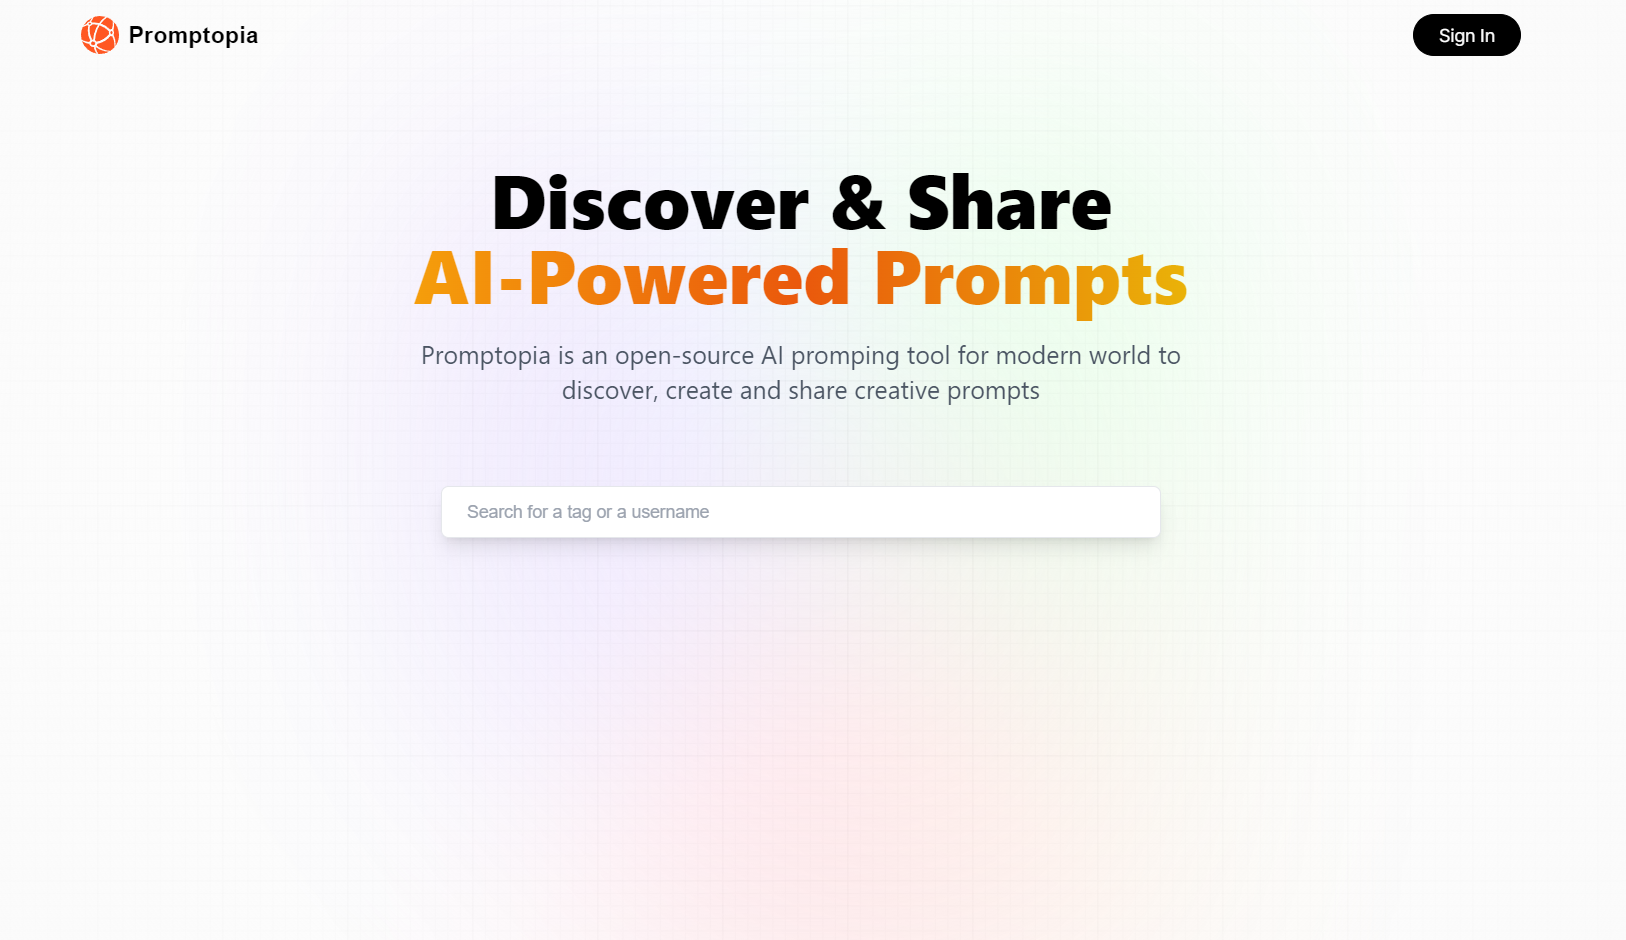 Promptopia
Sign In
Discover & Share
AI-Powered Prompts
Promptopia is an open-source AI promping tool for modern world to
discover, create and share creative prompts
Search for a tag or a username